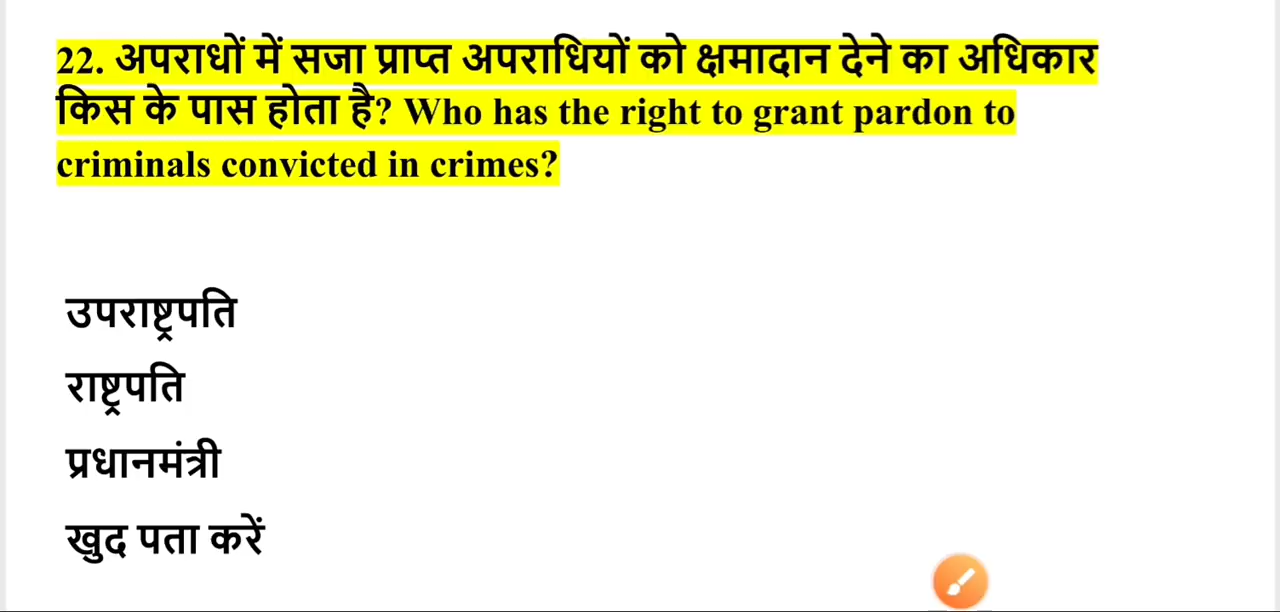 22. अपराधों में सजा प्राप्त अपराधियों को क्षमादान देने का अधिकार
किस के पास होता है? Who has the right to grant pardon to
criminals convicted in crimes?
उपराष्ट्रपति
राष्ट्रपति
प्रधानमंत्री
खुद पता करें